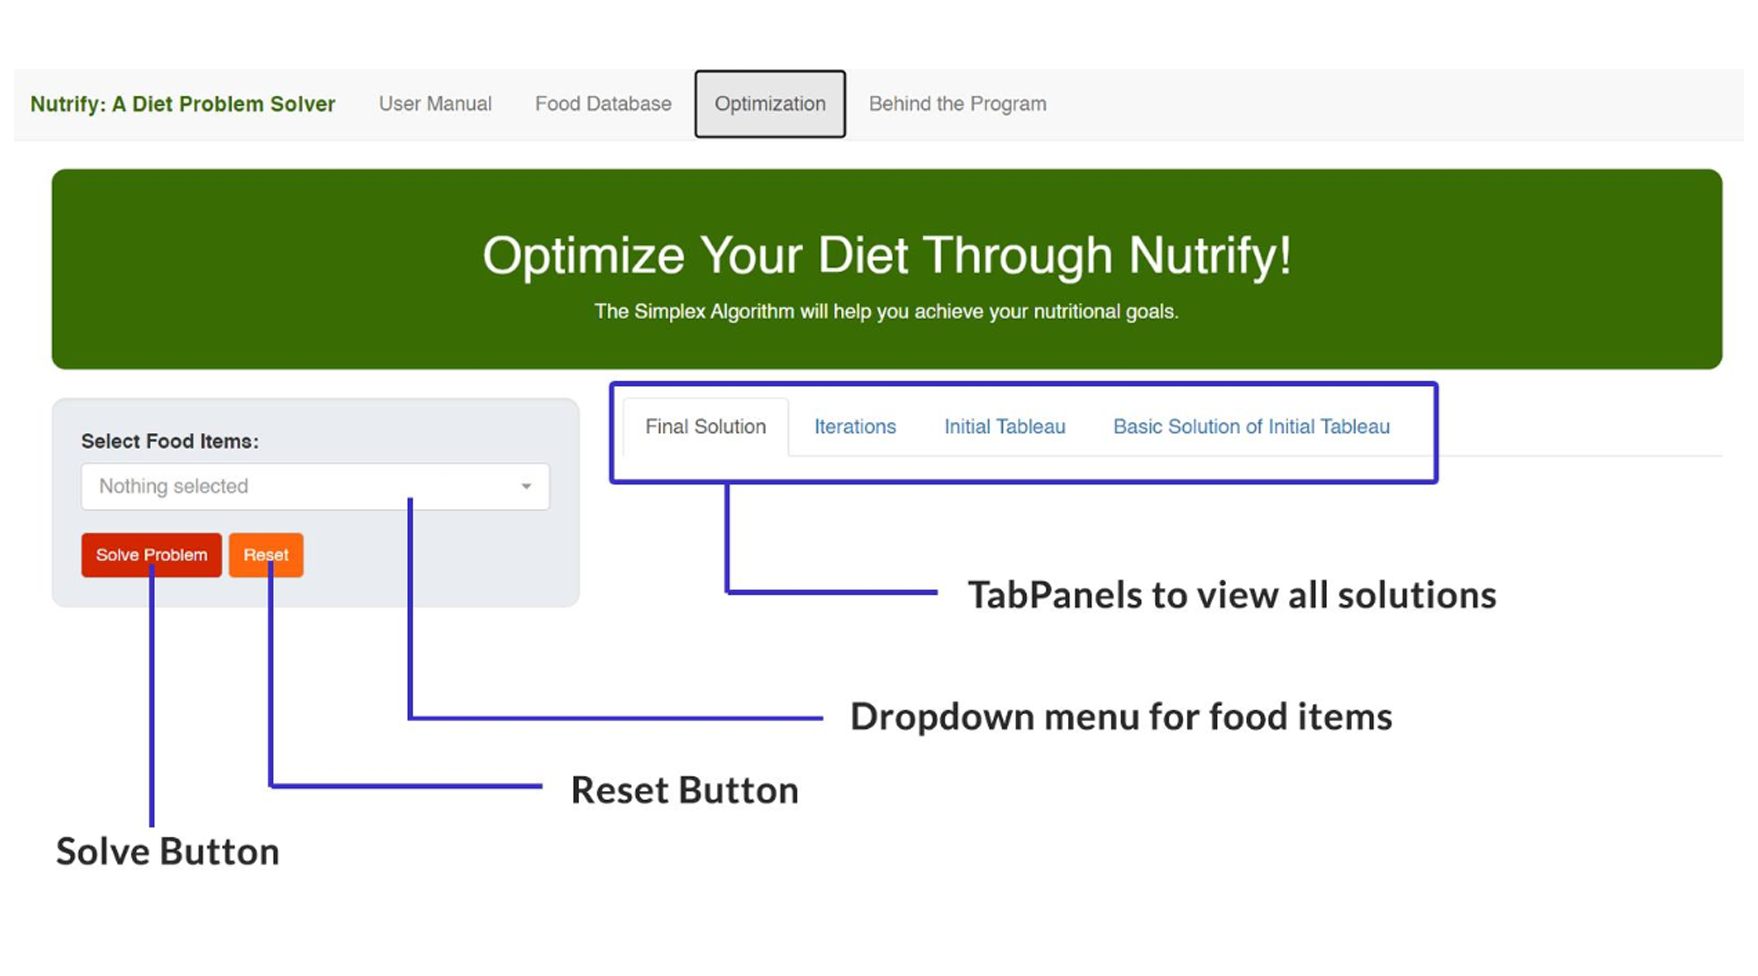 Nutrify: A Diet Problem Solver User Manual Food Database Optimization Behind the Program
Optimize Your Diet Through Nutrify!
The Simplex Algorithm will help you achieve your nutritional goals.
Select Food Items:
Nothing selected
Solve Problem Reset
Final Solution Iterations Initial Tableau Basic Solution of Initial Tableau
TabPanels to view all solutions
Dropdown menu for food items
Reset Button
Solve Button